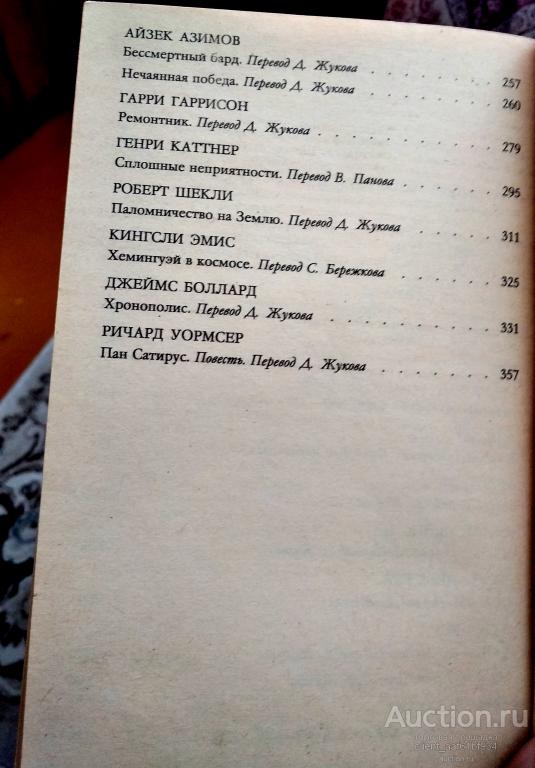 АЙЗЕК АЗИМОВ
Бессмертный бард. Перевод Д. Жукова . . . . . . . . 257
Нечаянная победа. Перевод Д. Жукова . . . . . . . . 260
ГАРРИ ГАРРИСОН
Ремонтник. Перевод Д. Жукова . . . . . . . . . . 279
ГЕНРИ КАТТНЕР
Сплошные неприятности. Перевод В. Панова . . . . . . 295
РОБЕРТ ШЕКЛИ
Паломничество на Землю. Перевод Д. Жукова . . . . . . 311
КИНГСЛИ ЭМИС
Хемингуэй в космосе. Перевод С. Бережкова . . . . . . 325
ДЖЕЙМС БОЛЛАРД
Хронополис. Перевод Д. Жукова . . . . . . . . . . 331
РИЧАРД УОРМСЕР
Пан Сатирус. Повесть. Перевод Д. Жукова . . . . . . . 357
Auction.ru
auction.ru